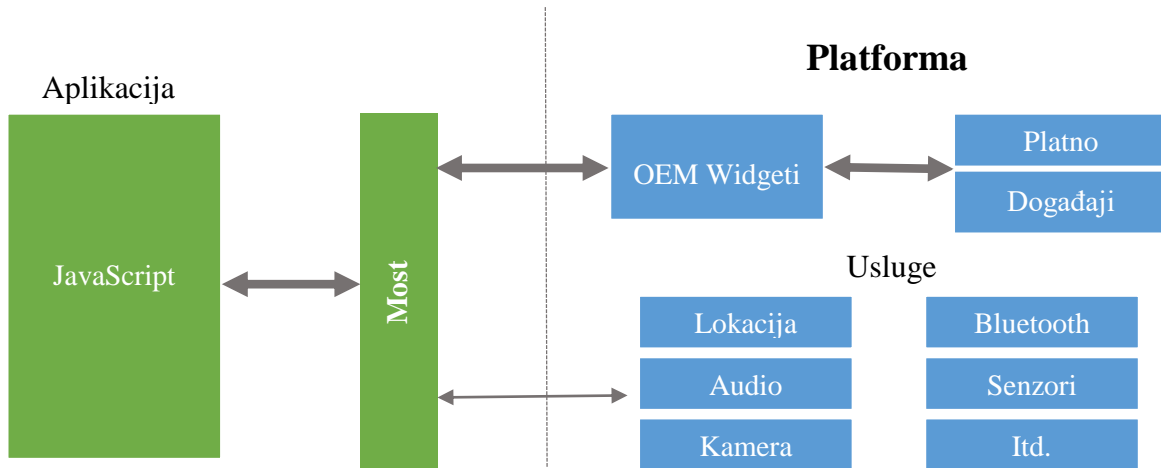 Aplikacija
JavaScript
Most
Platforma
OEM Widgeti
Platno
Događaji
Usluge
Lokacija
Bluetooth
Audio
Senzori
Kamera
Itd.